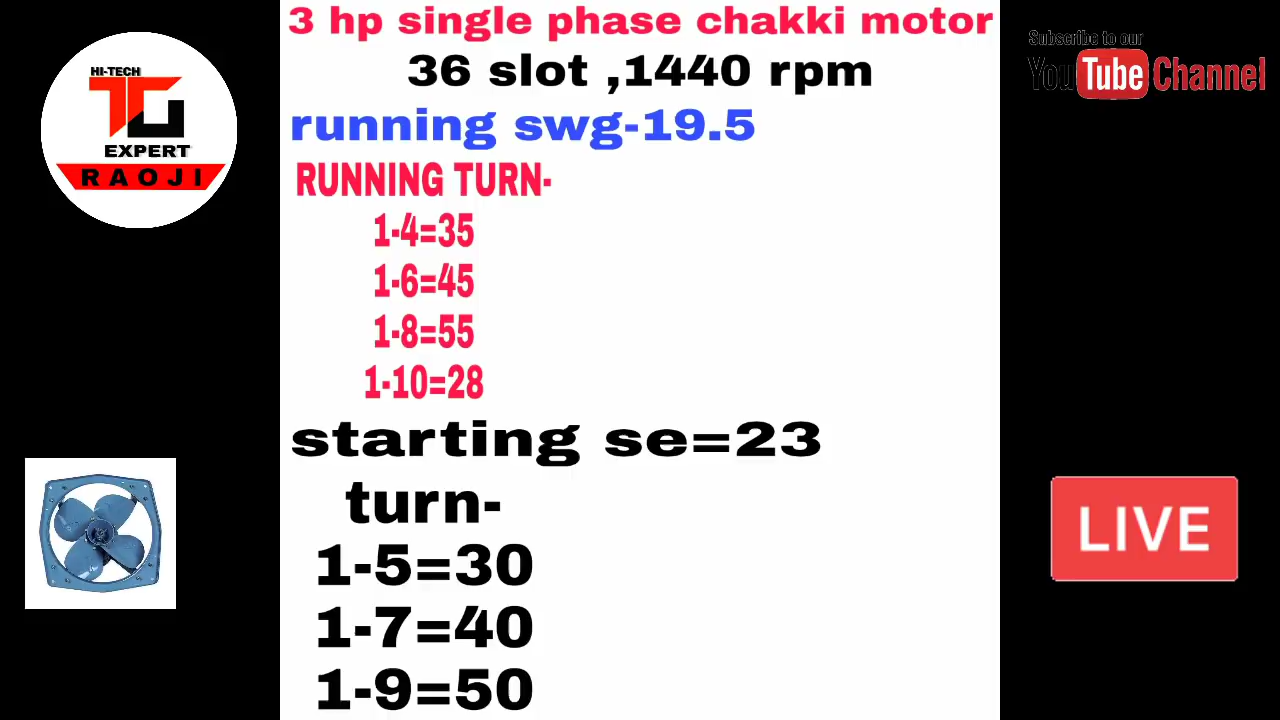 3 hp single phase chakki motor
36 slot ,1440 rpm
running swg-19.5
RUNNING TURN-
1-4=35
1-6=45
1-8=55
1-10=28
starting se=23
turn-
1-5=30
1-7=40
1-9=50
HI-TECH
TG
EXPERT
RAOJI
Subscribe to our
YouTube Channel
LIVE